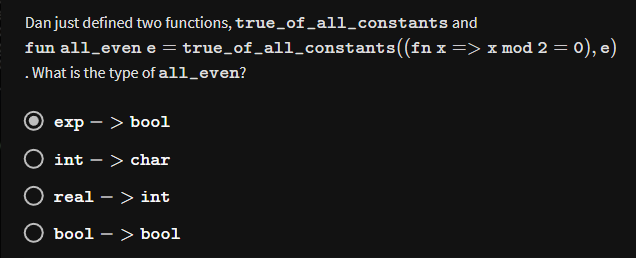 Dan just defined two functions, true_of_all_constants and
fun all_even e = true_of_all_constants((fn x => x mod 2 = 0), e)
. What is the type of all_even?
exp − > bool
int − > char
real − > int
bool − > bool